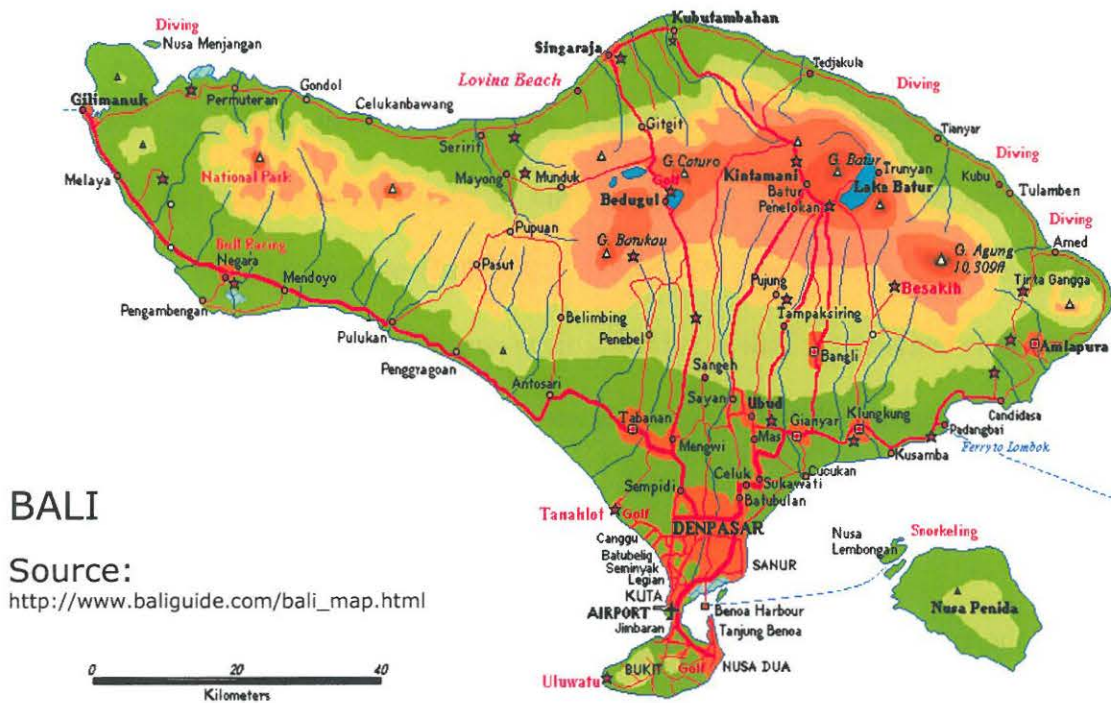 Diving
Nusa Menjangan
Kubutambahan
Singaraja
Tedjakula
Lovina Beach
Diving
Gilimanuk
Permuteran
Gondol
Celukanbawang
Gitgit
Tianyar
Seririt
G. Caturo
G. Batur
Trunyan
Diving
Melaya
National Park
Mayong
Munduk
Golf
Kintamani
Batur
Laka Batur
Kubu
Tulamben
Bedugul
Penelokan
Diving
Pupuan
Bull Racing
G. Batukau
G. Agung
10,309ft
Amed
Negara
Pasut
Tirta Gangga
Mendoyo
Pujung
Besakih
Pengambengan
Belimbing
Tampaksiring
Pulukan
Penebel
Amlapura
Penggragoan
Bangli
Sangeh
Antosari
Sayan
Ubud
Candidasa
Tabanan
Gianyar
Klungkung
Padangbai
Mengwi
Mas
Ferry to Lombok
Kusamba
Cucukan
Celuk
Sukawati
Sempidi
Batubulan
BALI
Tanahlot
Golf
DENPASAR
Canggu
Nusa
Lembongan
Snorkeling
Batubelig
Source:
Seminyak
SANUR
http://www.baliguide.com/bali_map.html
Legian
KUTA
Nusa Penida
AIRPORT
Benoa Harbour
Jimbaran
Tanjung Benoa
0 20 40
Kilometers
BUKIT
Golf
NUSA DUA
Uluwatu